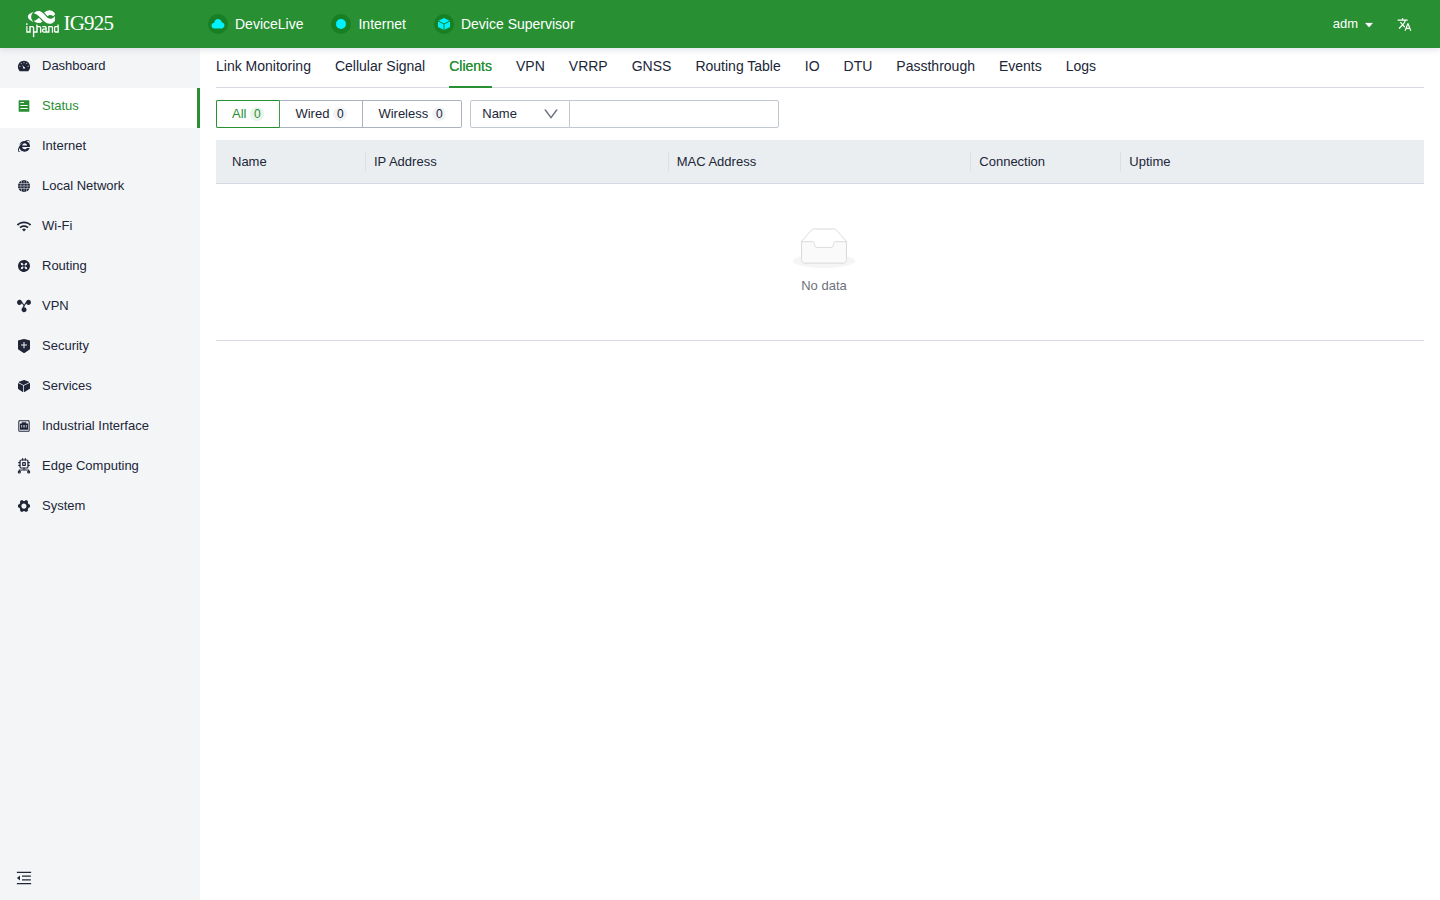 inhand IG925 DeviceLive Internet Device Supervisor adm
Dashboard
Status
Internet
Local Network
Wi-Fi
Routing
VPN
Security
Services
Industrial Interface
Edge Computing
System
Link Monitoring Cellular Signal Clients VPN VRRP GNSS Routing Table IO DTU Passthrough Events Logs
All 0 Wired 0 Wireless 0 Name
Name IP Address MAC Address Connection Uptime
No data